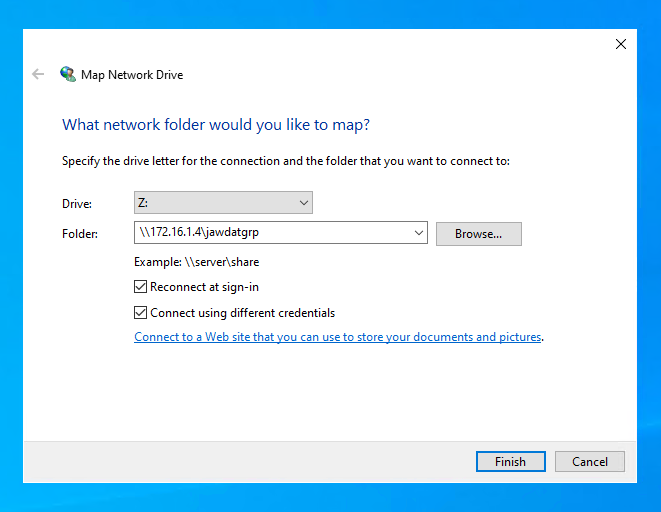 Map Network Drive
What network folder would you like to map?
Specify the drive letter for the connection and the folder that you want to connect to:
Drive: Z:
Folder: \\172.16.1.4\jawdatgrp Browse...
Example: \\server\share
Reconnect at sign-in
Connect using different credentials
Connect to a Web site that you can use to store your documents and pictures.
Finish Cancel